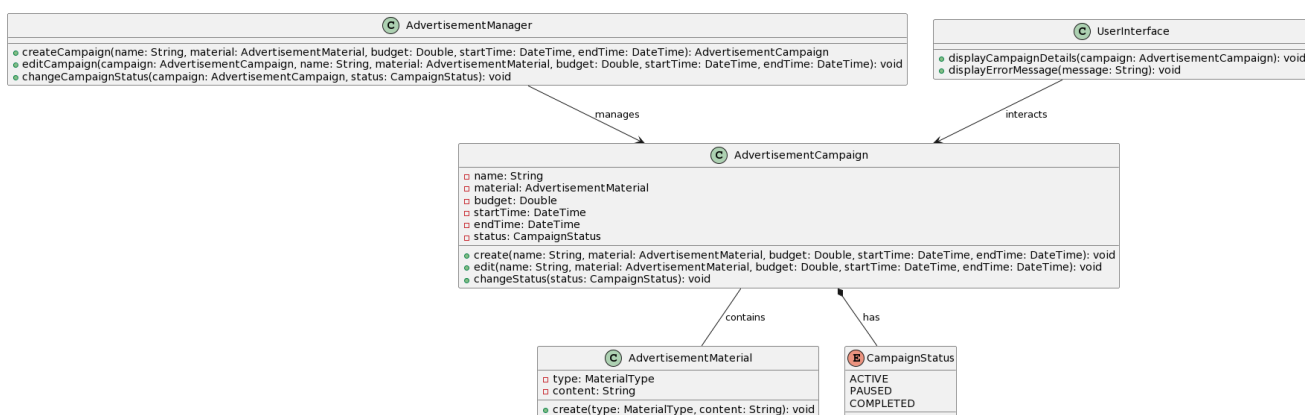 C AdvertisementManager
createCampaign(name: String, material: AdvertisementMaterial, budget: Double, startTime: DateTime, endTime: DateTime): AdvertisementCampaign
editCampaign(campaign: AdvertisementCampaign, name: String, material: AdvertisementMaterial, budget: Double, startTime: DateTime, endTime: DateTime): void
changeCampaignStatus(campaign: AdvertisementCampaign, status: CampaignStatus): void
C UserInterface
displayCampaignDetails(campaign: AdvertisementCampaign): void
displayErrorMessage(message: String): void
manages
interacts
C AdvertisementCampaign
name: String
material: AdvertisementMaterial
budget: Double
startTime: DateTime
endTime: DateTime
status: CampaignStatus
create(name: String, material: AdvertisementMaterial, budget: Double, startTime: DateTime, endTime: DateTime): void
edit(name: String, material: AdvertisementMaterial, budget: Double, startTime: DateTime, endTime: DateTime): void
changeStatus(status: CampaignStatus): void
contains
has
C AdvertisementMaterial
type: MaterialType
content: String
create(type: MaterialType, content: String): void
E CampaignStatus
ACTIVE
PAUSED
COMPLETED